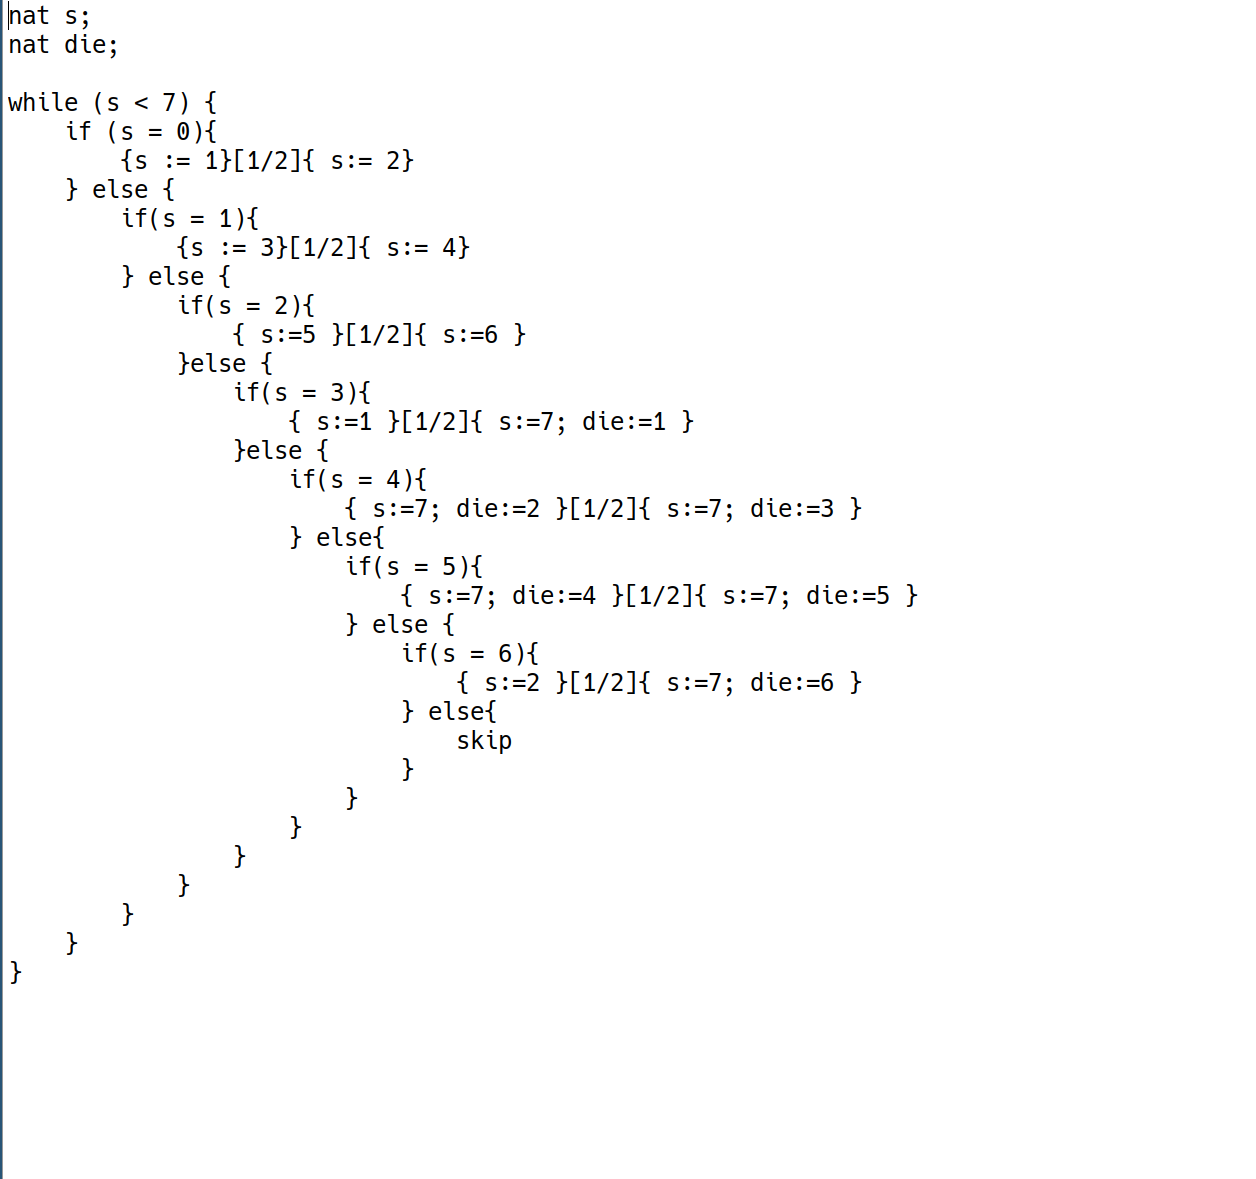 nat s;
nat die;

while (s < 7) {
    if (s = 0){
        {s := 1}[1/2]{ s:= 2}
    } else {
        if(s = 1){
            {s := 3}[1/2]{ s:= 4}
        } else {
            if(s = 2){
                { s:=5 }[1/2]{ s:=6 }
            }else {
                if(s = 3){
                    { s:=1 }[1/2]{ s:=7; die:=1 }
                }else {
                    if(s = 4){
                        { s:=7; die:=2 }[1/2]{ s:=7; die:=3 }
                    } else{
                        if(s = 5){
                            { s:=7; die:=4 }[1/2]{ s:=7; die:=5 }
                        } else {
                            if(s = 6){
                                { s:=2 }[1/2]{ s:=7; die:=6 }
                            } else{
                                skip
                            }
                        }
                    }
                }
            }
        }
    }
}